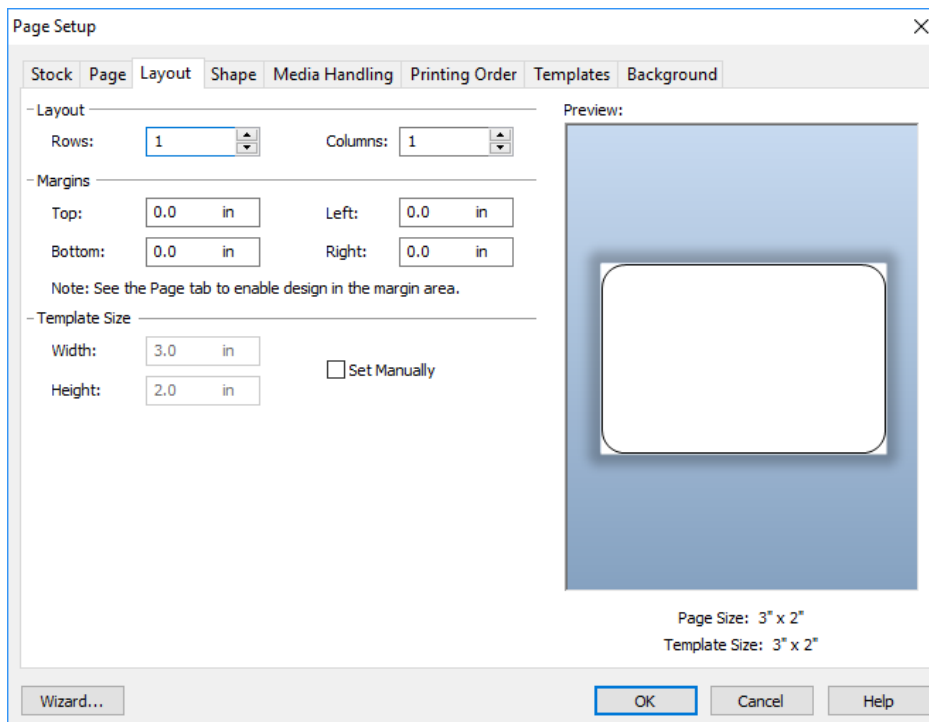 Page Setup
Stock Page Layout Shape Media Handling Printing Order Templates Background
Layout
Preview:
Rows: 1 Columns: 1
Margins
Top: 0.0 in Left: 0.0 in
Bottom: 0.0 in Right: 0.0 in
Note: See the Page tab to enable design in the margin area.
Template Size
Width: 3.0 in
Set Manually
Height: 2.0 in
Page Size: 3" x 2"
Template Size: 3" x 2"
Wizard... OK Cancel Help